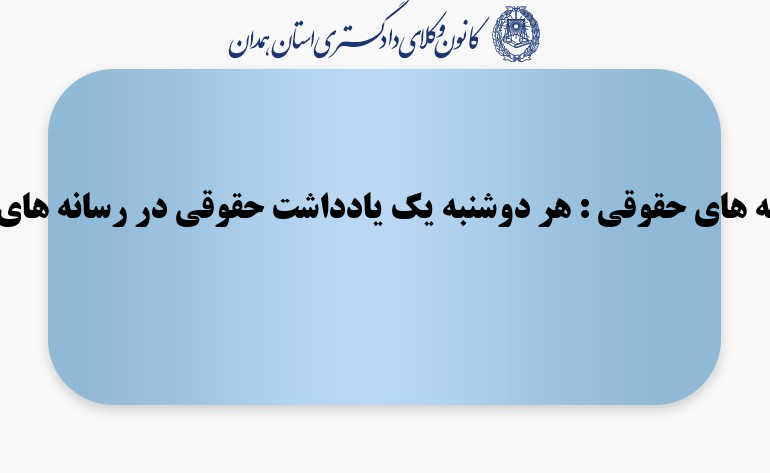 کانون وکلای دادگستری استان همدان
ه های حقوقی : هر دوشنبه یک یادداشت حقوقی در رسانه های